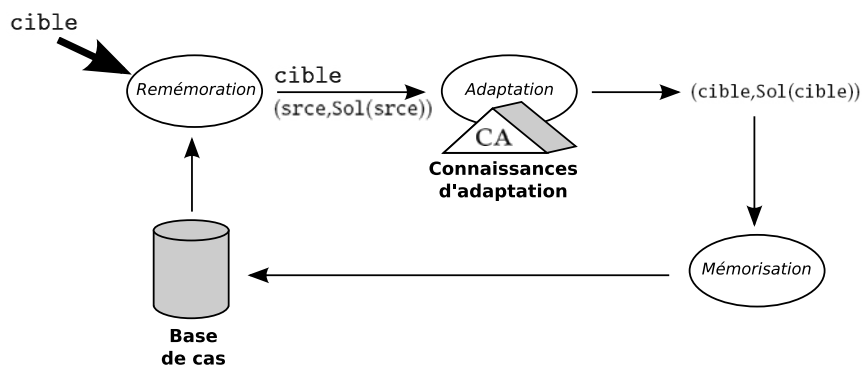 cible
Remémoration
cible
(srce,Sol(srce))
Adaptation
CA
Connaissances
d'adaptation
(cible,Sol(cible))
Mémorisation
Base
de cas